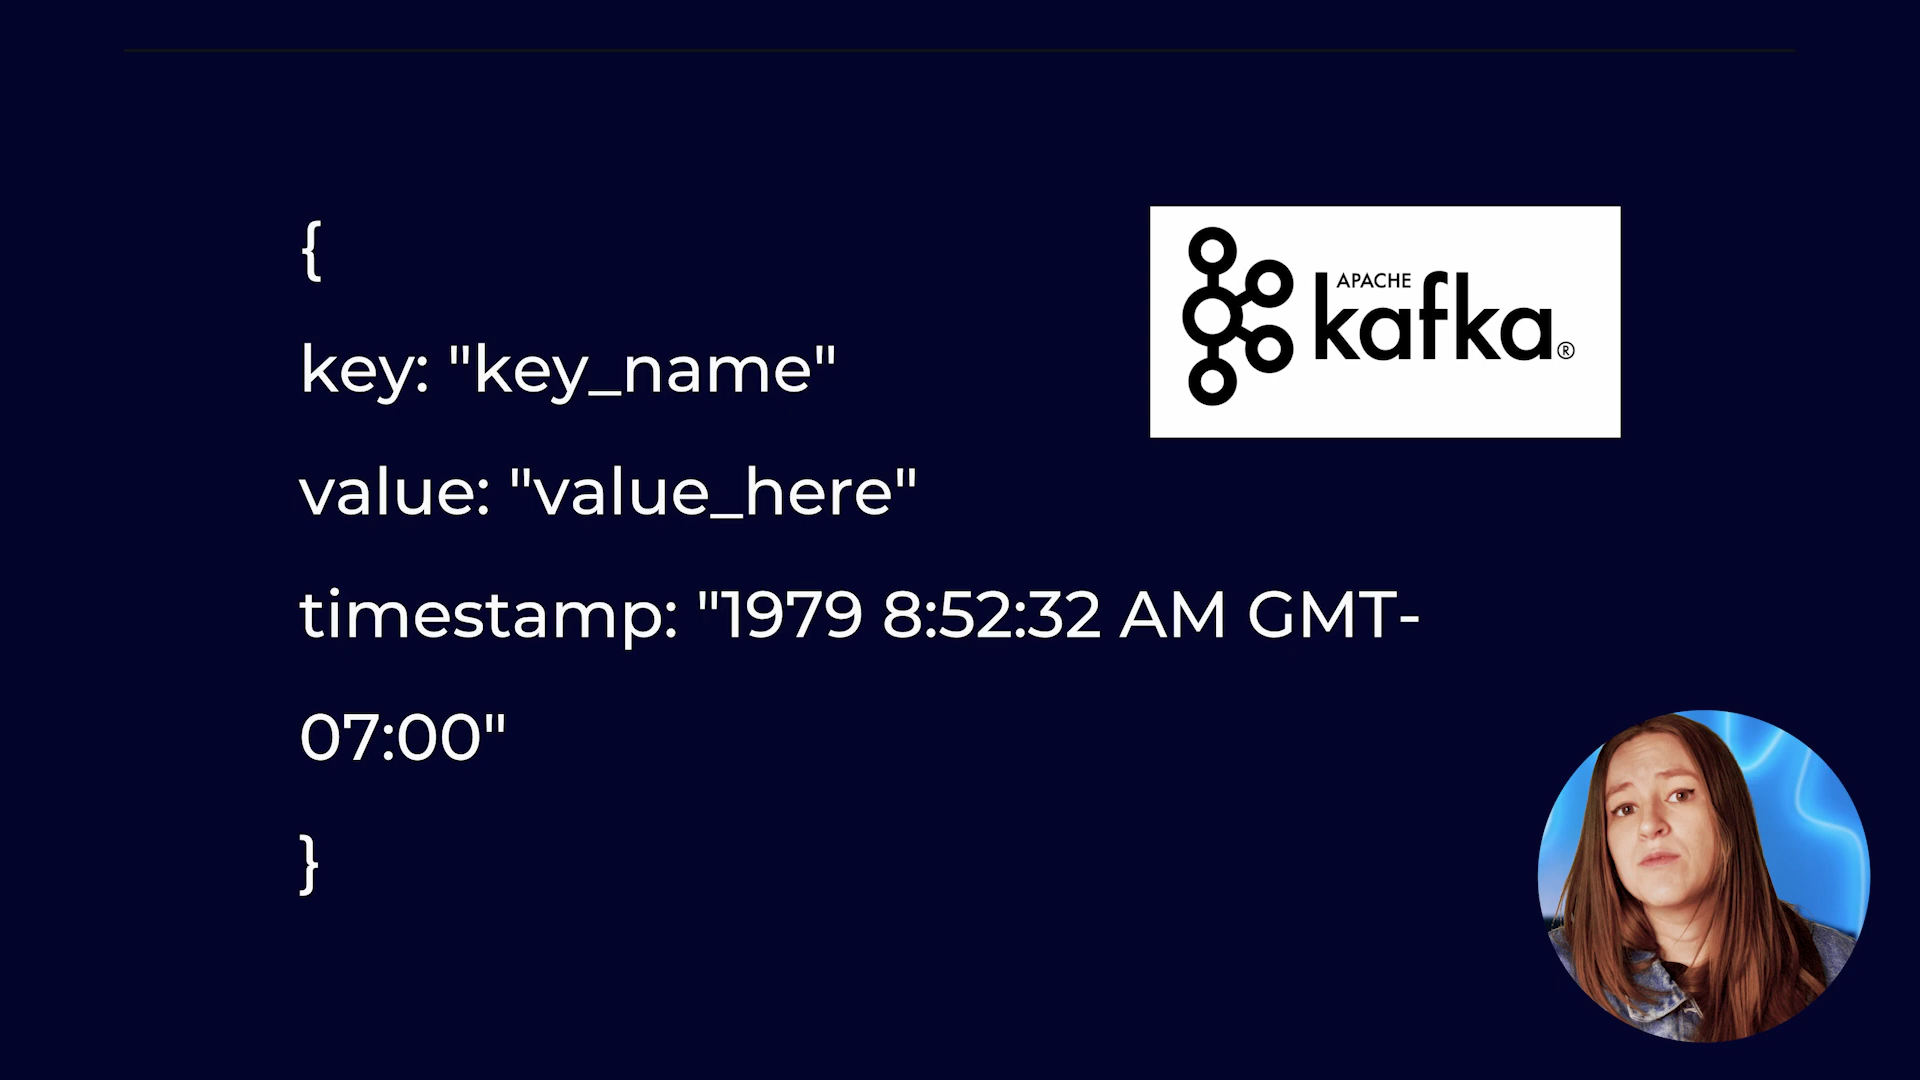 {
key: "key_name"
value: "value_here"
timestamp: "1979 8:52:32 AM GMT-
07:00"
}
APACHE
kafka®